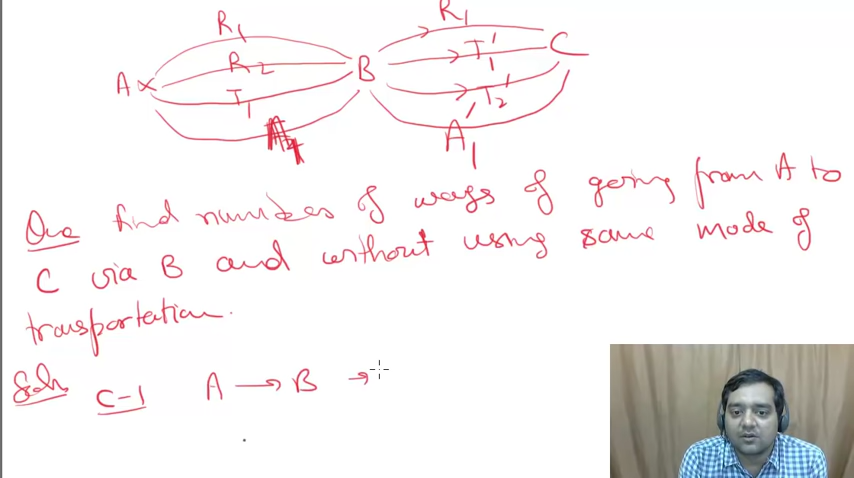 R1 R1'
A R2 B T1' C
T1 T2'
A1'
Que find numbers of ways of going from A to
C via B and without using same mode of
transportation.
Soln C-1 A → B →